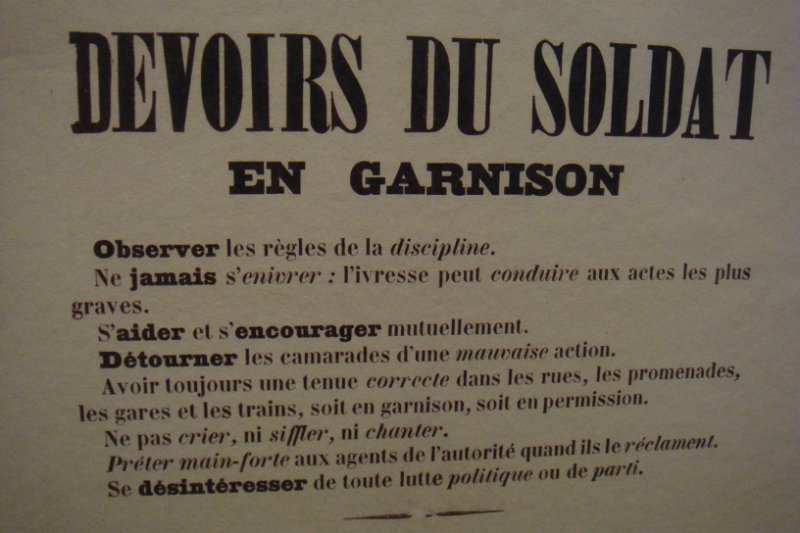 DEVOIRS DU SOLDAT
EN GARNISON
Observer les règles de la discipline.
Ne jamais s'enivrer : l'ivresse peut conduire aux actes les plus
graves.
S'aider et s'encourager mutuellement.
Détourner les camarades d'une mauvaise action.
Avoir toujours une tenue correcte dans les rues, les promenades,
les gares et les trains, soit en garnison, soit en permission.
Ne pas crier, ni siffler, ni chanter.
Prêter main-forte aux agents de l'autorité quand ils le réclament.
Se désintéresser de toute lutte politique ou de parti.